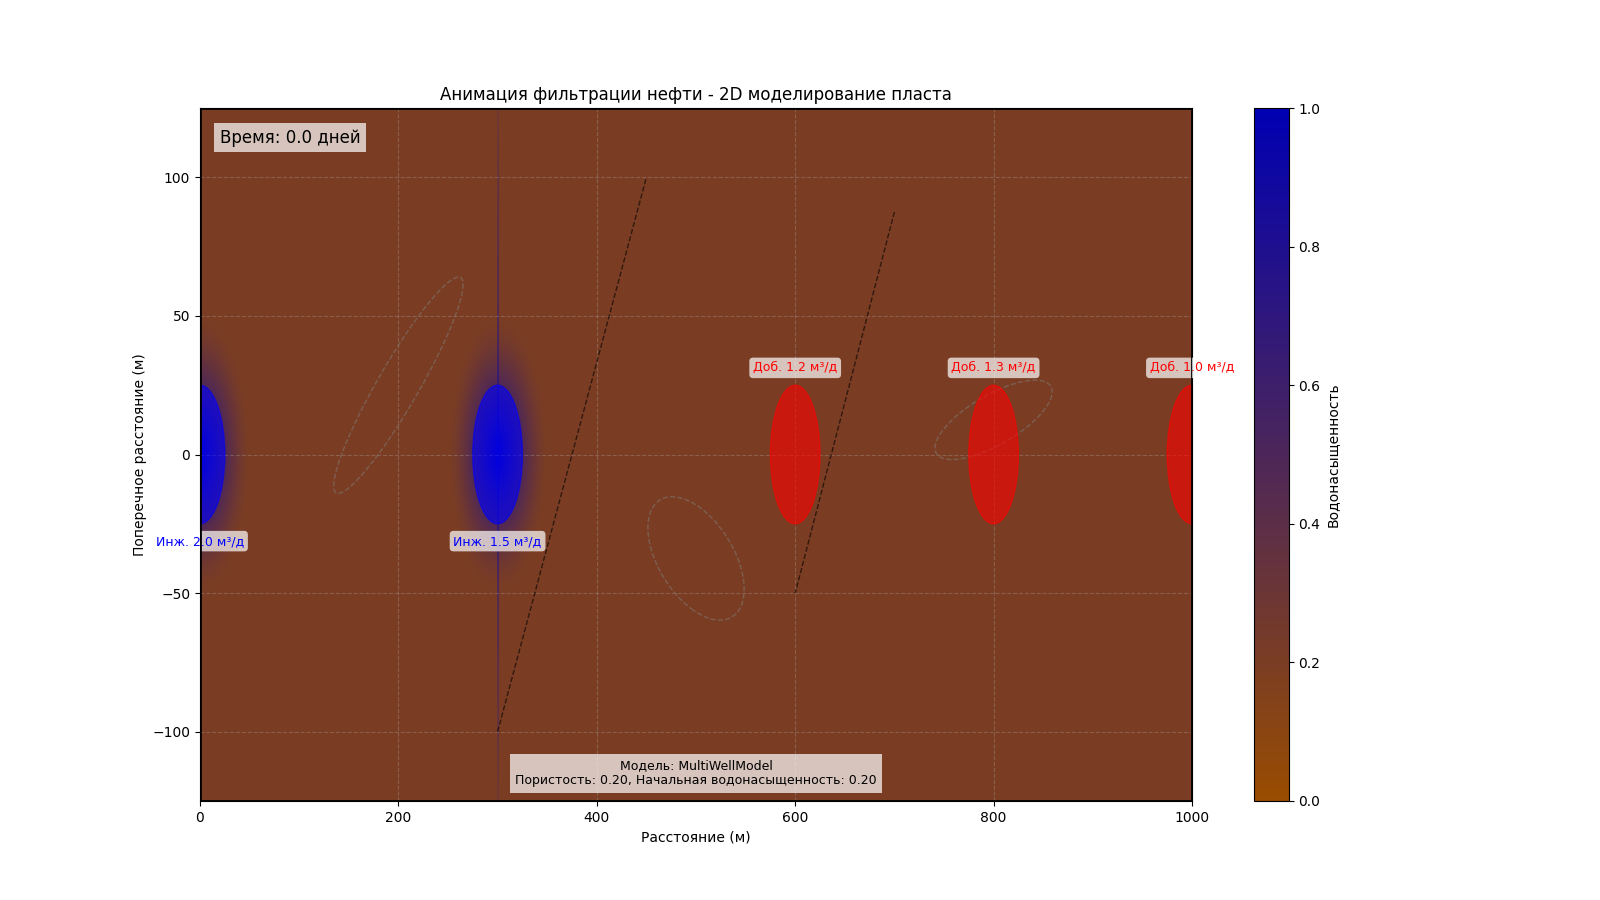 Анимация фильтрации нефти - 2D моделирование пласта
Время: 0.0 дней
100
50
0
−50
−100
Поперечное расстояние (м)
Доб. 1.2 м³/д
Доб. 1.3 м³/д
Доб. 1.0 м³/д
Инж. 2.0 м³/д
Инж. 1.5 м³/д
Модель: MultiWellModel
Пористость: 0.20, Начальная водонасыщенность: 0.20
0
200
400
600
800
1000
Расстояние (м)
1.0
0.8
0.6
0.4
0.2
0.0
Водонасыщенность